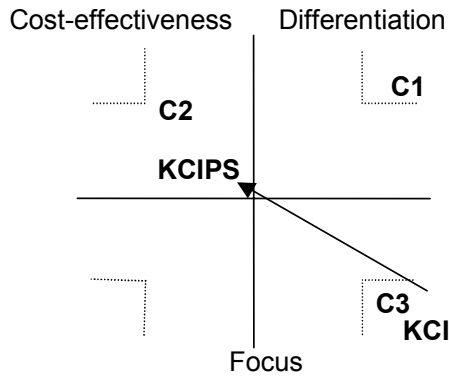 Cost-effectiveness Differentiation
C1
C2
KCIPS
C3
KCI
Focus